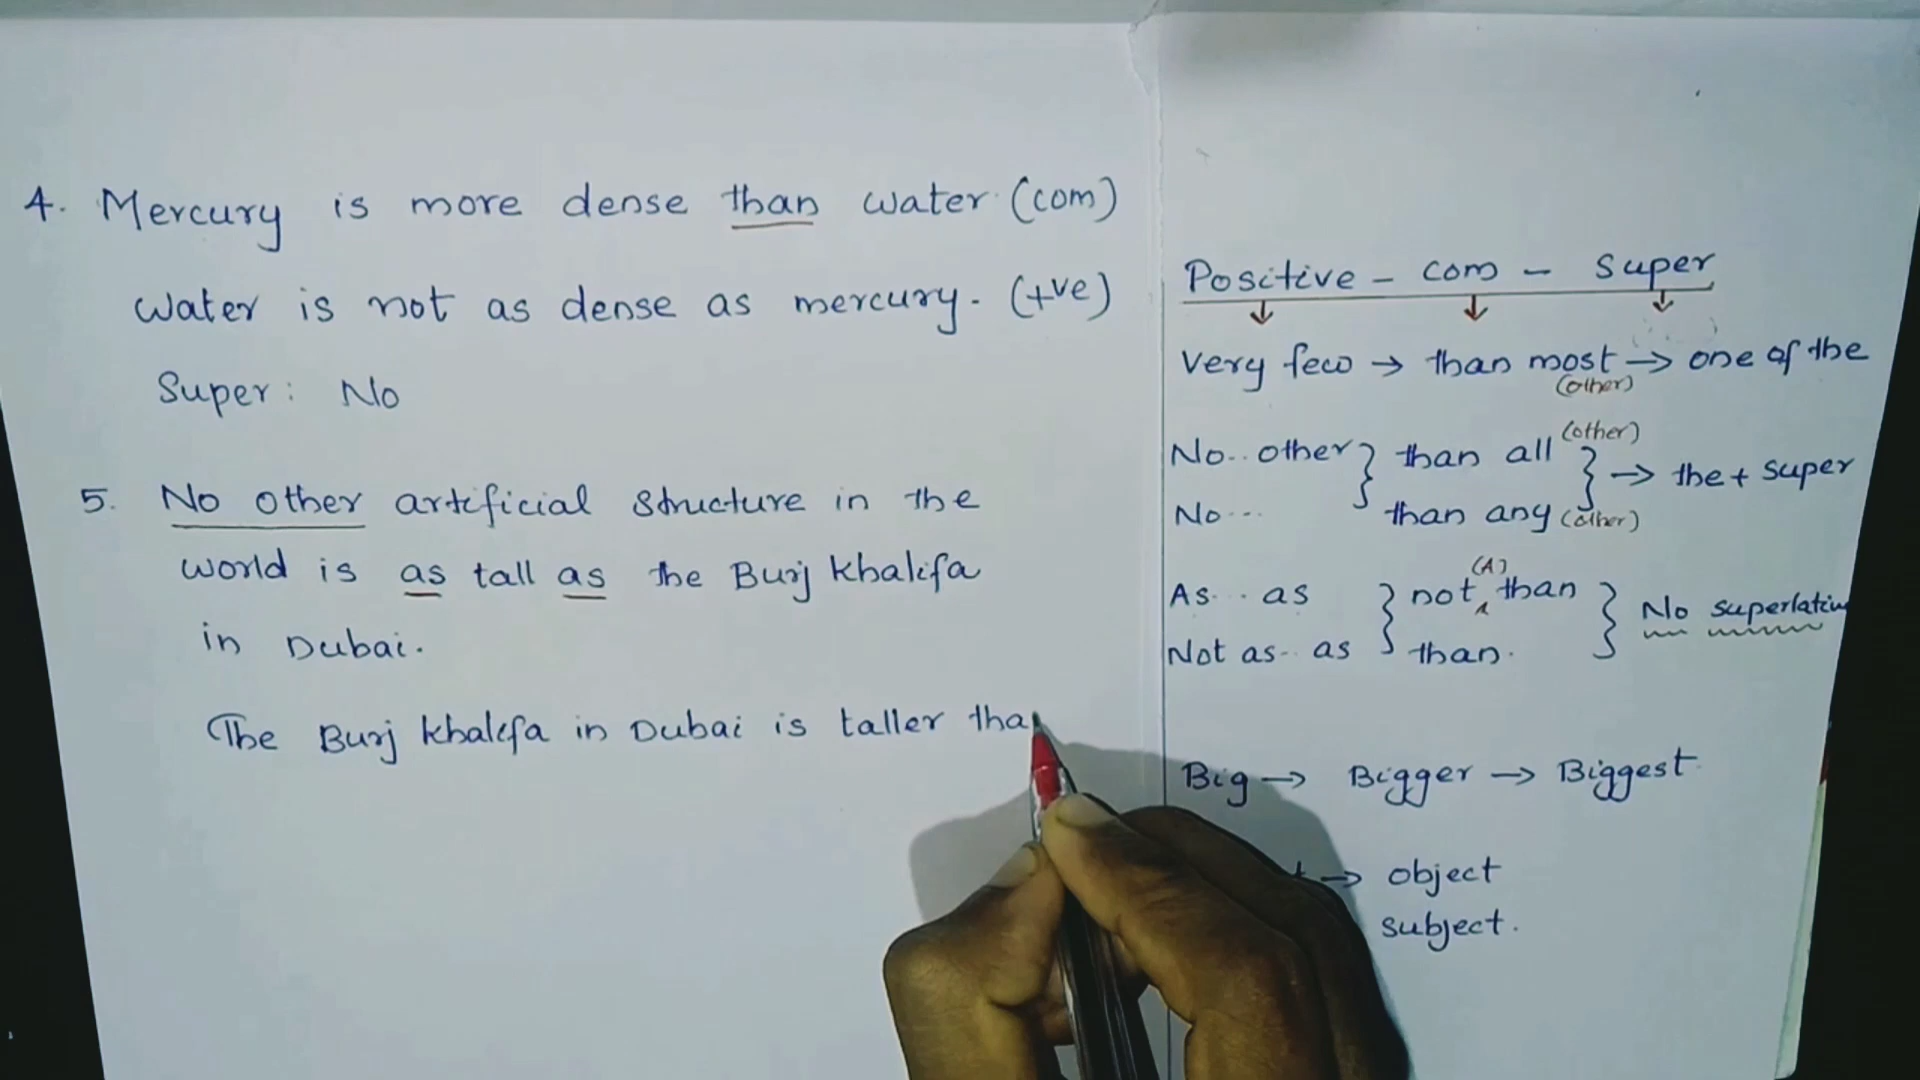 4. Mercury is more dense than water (com)
Water is not as dense as mercury. (+ve)
Super: No
5. No other artificial structure in the
world is as tall as the Burj Khalifa
in Dubai.
The Burj Khalifa in Dubai is taller tha
Positive - com - super
↓ ↓ ↓
Very few → than most → one of the
(other)
No.. other } than all (other) } → the + super
No... than any (other)
(A)
As... as } not ‸ than } No superlative
Not as.. as than.
Big → Bigger → Biggest
→ object
subject.